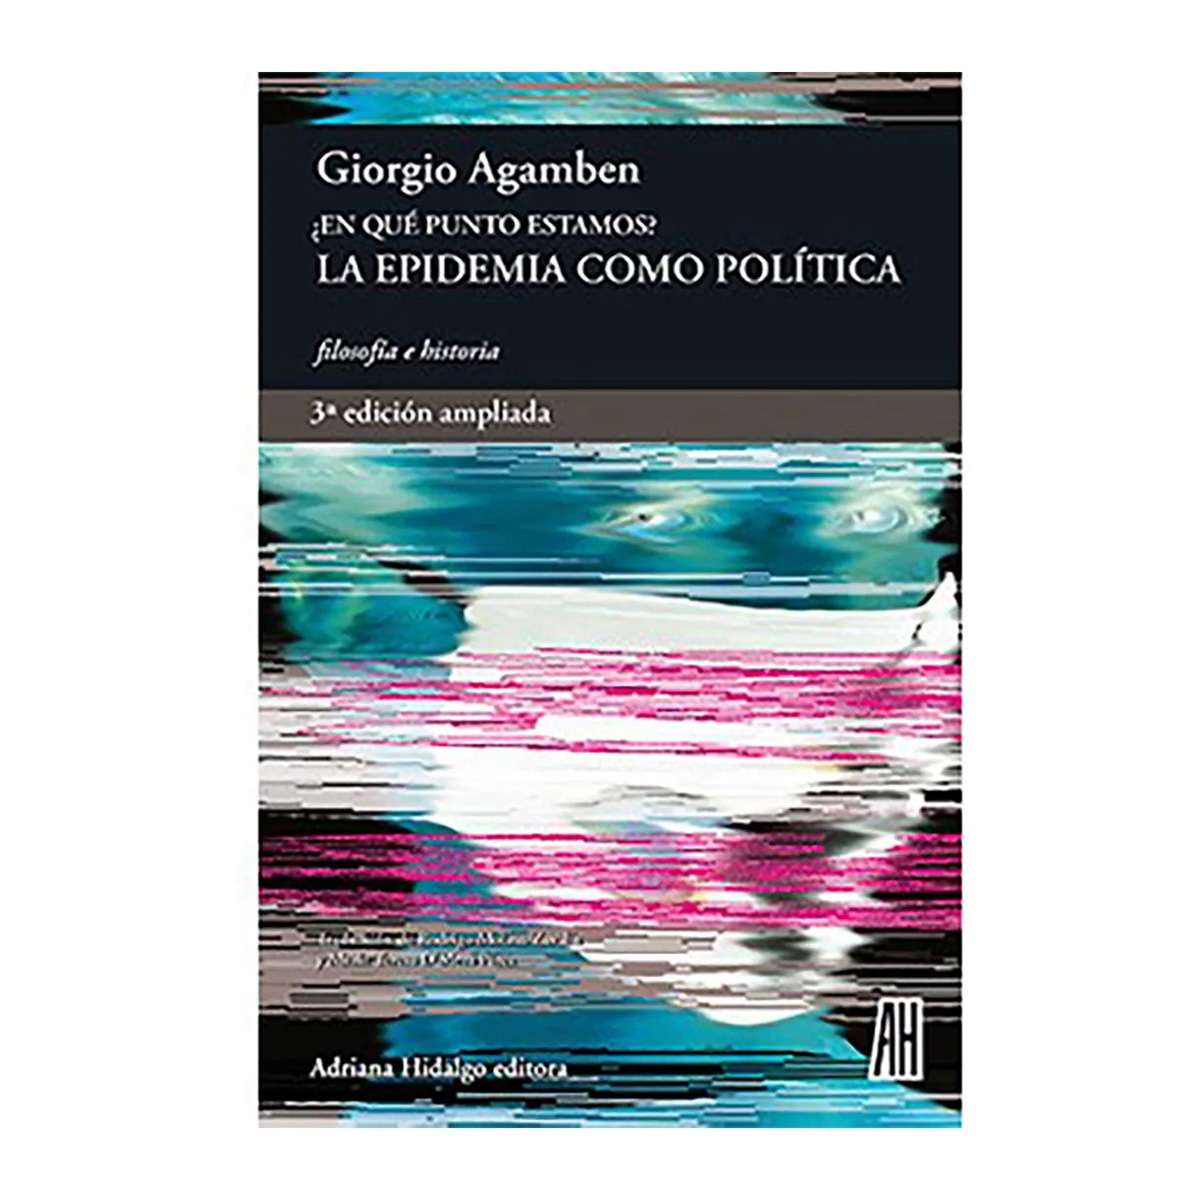 Giorgio Agamben
¿EN QUÉ PUNTO ESTAMOS?
LA EPIDEMIA COMO POLÍTICA
filosofía e historia
3ª edición ampliada
AH
Adriana Hidalgo editora